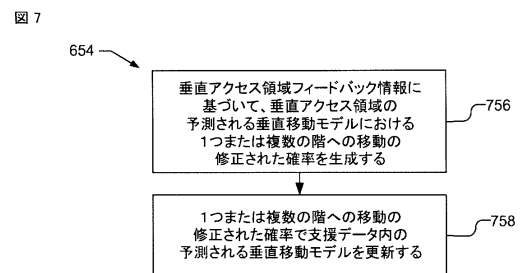 図 7
654
垂直アクセス領域フィードバック情報に
基づいて、垂直アクセス領域の
予測される垂直移動モデルにおける
1つまたは複数の階への移動の
修正された確率を生成する
756
1つまたは複数の階への移動の
修正された確率で支援データ内の
予測される垂直移動モデルを更新する
758